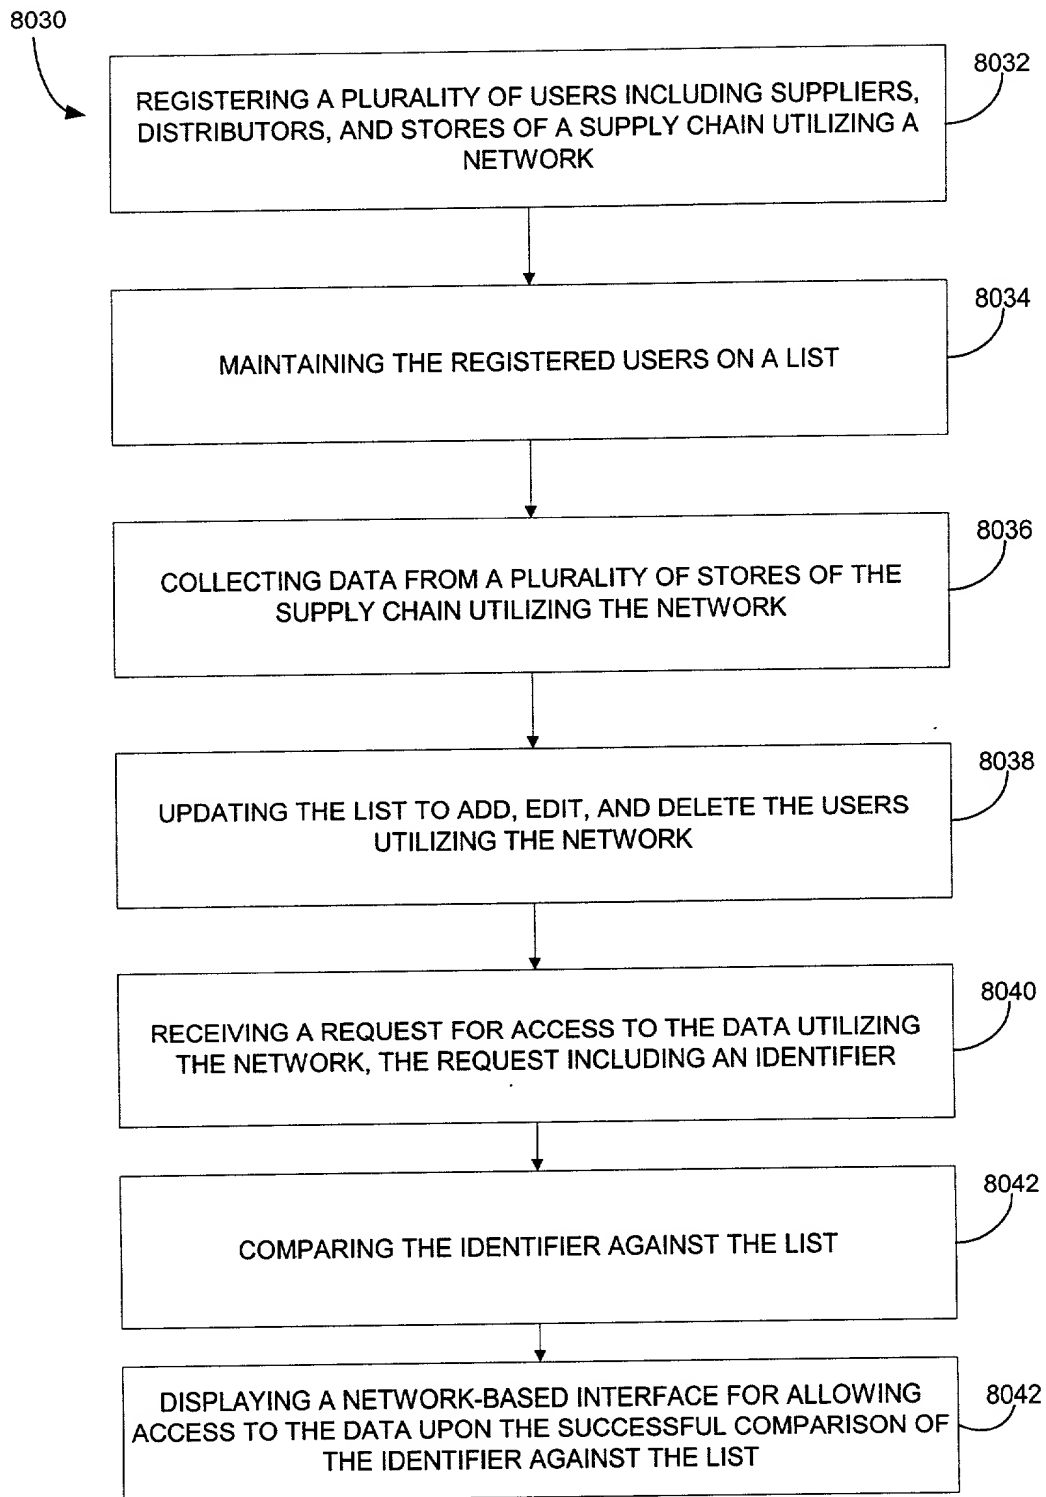 8030
8032
REGISTERING A PLURALITY OF USERS INCLUDING SUPPLIERS,
DISTRIBUTORS, AND STORES OF A SUPPLY CHAIN UTILIZING A
NETWORK
8034
MAINTAINING THE REGISTERED USERS ON A LIST
8036
COLLECTING DATA FROM A PLURALITY OF STORES OF THE
SUPPLY CHAIN UTILIZING THE NETWORK
8038
UPDATING THE LIST TO ADD, EDIT, AND DELETE THE USERS
UTILIZING THE NETWORK
8040
RECEIVING A REQUEST FOR ACCESS TO THE DATA UTILIZING
THE NETWORK, THE REQUEST INCLUDING AN IDENTIFIER
8042
COMPARING THE IDENTIFIER AGAINST THE LIST
8042
DISPLAYING A NETWORK-BASED INTERFACE FOR ALLOWING
ACCESS TO THE DATA UPON THE SUCCESSFUL COMPARISON OF
THE IDENTIFIER AGAINST THE LIST